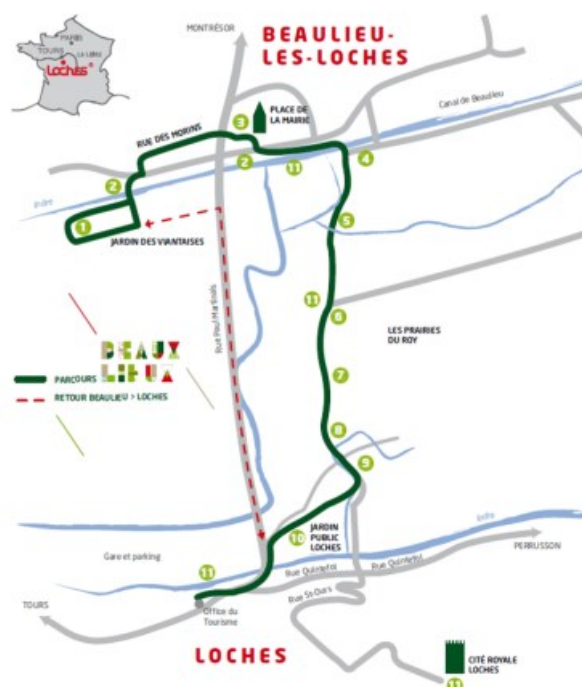 PARIS
TOURS
LA LOIRE
Loches
MONTRÉSOR
BEAULIEU-
LES-LOCHES
Canal de Beaulieu
3
PLACE DE
LA MAIRIE
RUE DES MORINS
2
2
11
4
Indre
1
JARDIN DES VIANTAISES
5
Rue Paul Martinais
11
6
LES PRAIRIES
DU ROY
BEAUX
LIEUX
PARCOURS
RETOUR BEAULIEU > LOCHES
7
8
9
10
JARDIN
PUBLIC
LOCHES
Indre
PERRUSSON
Gare et parking
11
Rue Quintefol
Rue Quintefol
Rue St-Ours
TOURS
Office du
Tourisme
LOCHES
CITÉ ROYALE
LOCHES
11